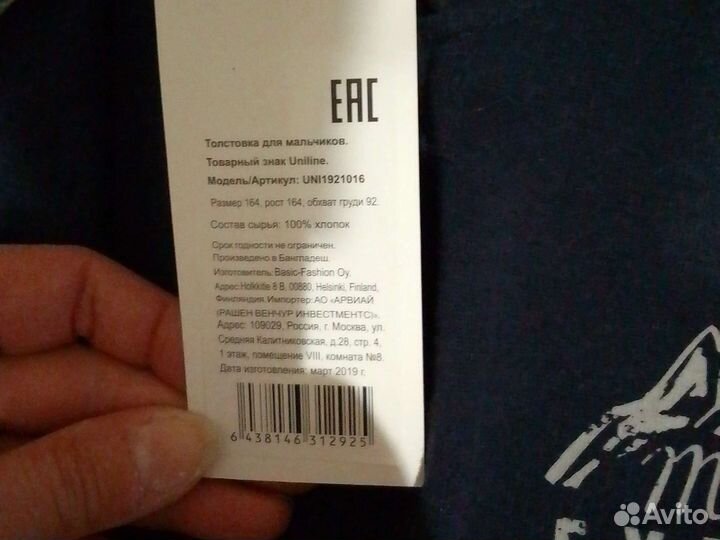 EAC
Толстовка для мальчиков.
Товарный знак Uniline.
Модель/Артикул: UNI1921016
Размер 164, рост 164, обхват груди 92.
Состав сырья: 100% хлопок
Срок годности не ограничен.
Произведено в Бангладеш.
Изготовитель: Basic-Fashion Oy.
Адрес: Holkkitie 8 B, 00880, Helsinki, Finland,
Финляндия. Импортер: АО «АРВИАЙ
(РАШЕН ВЕНЧУР ИНВЕСТМЕНТС)».
Адрес: 109029, Россия, г. Москва, ул.
Средняя Калитниковская, д.28, стр. 4,
1 этаж, помещение VIII, комната №8.
Дата изготовления: март 2019 г.
6 438146 312925
Avito